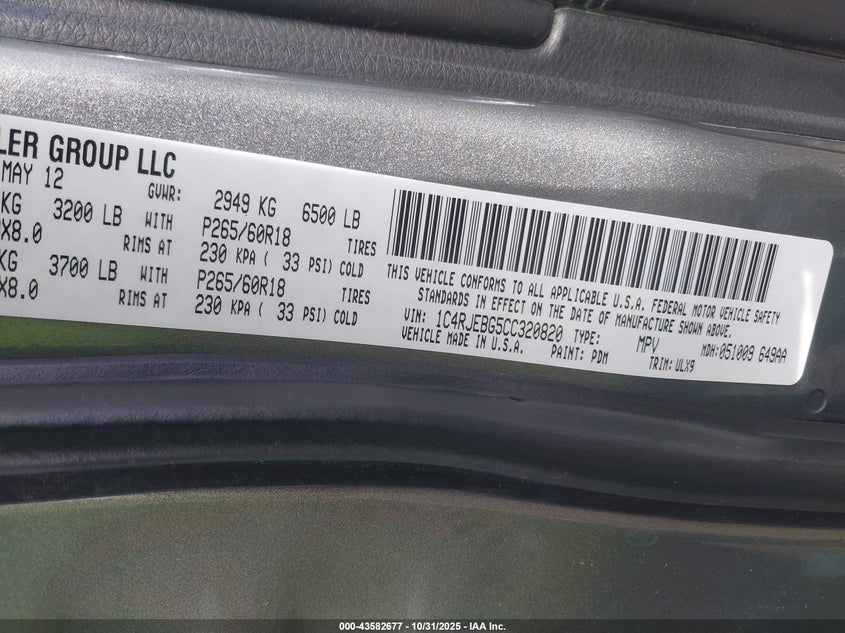 LER GROUP LLC
MAY 12 GVWR: 2949 KG 6500 LB
KG 3200 LB WITH P265/60R18 TIRES
X8.0 RIMS AT 230 KPA ( 33 PSI) COLD
KG 3700 LB WITH P265/60R18 TIRES
X8.0 RIMS AT 230 KPA ( 33 PSI) COLD
THIS VEHICLE CONFORMS TO ALL APPLICABLE U.S.A. FEDERAL MOTOR VEHICLE SAFETY
STANDARDS IN EFFECT ON THE DATE OF MANUFACTURE SHOWN ABOVE.
VIN: 1C4RJEBG5CC320820 TYPE: MPV MDH: 051009 649AA
VEHICLE MADE IN U.S.A. PAINT: PDM TRIM: ULX9
000-43582677 - 10/31/2025 - IAA Inc.